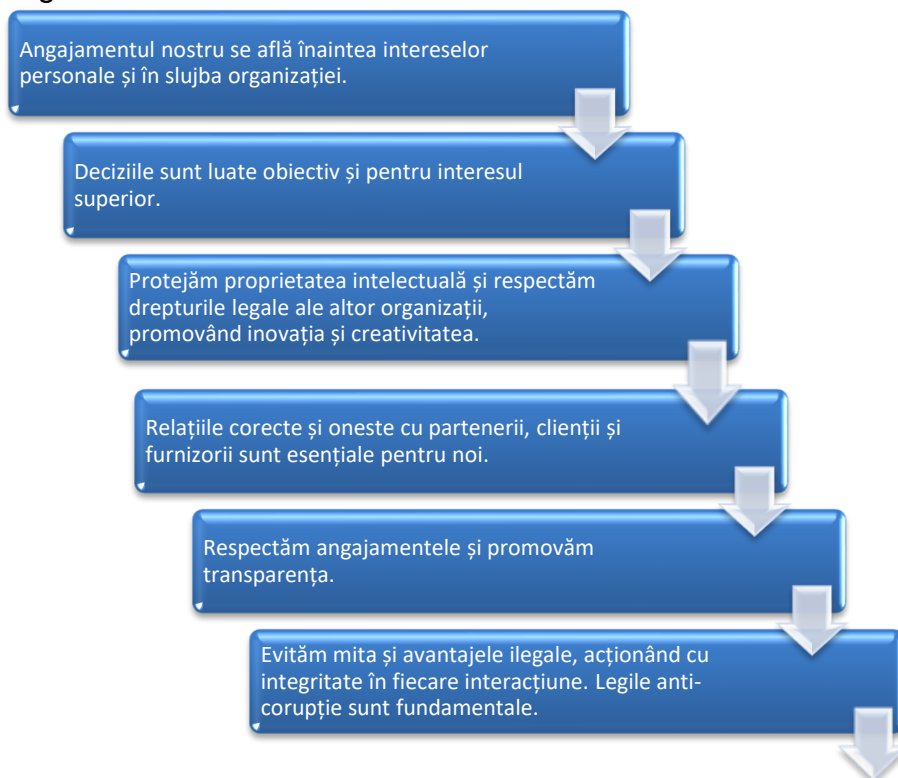 Angajamentul nostru se află înaintea intereselor
personale și în slujba organizației.
Deciziile sunt luate obiectiv și pentru interesul
superior.
Protejăm proprietatea intelectuală și respectăm
drepturile legale ale altor organizații,
promovând inovația și creativitatea.
Relațiile corecte și oneste cu partenerii, clienții și
furnizorii sunt esențiale pentru noi.
Respectăm angajamentele și promovăm
transparența.
Evităm mita și avantajele ilegale, acționând cu
integritate în fiecare interacțiune. Legile anti-
corupție sunt fundamentale.